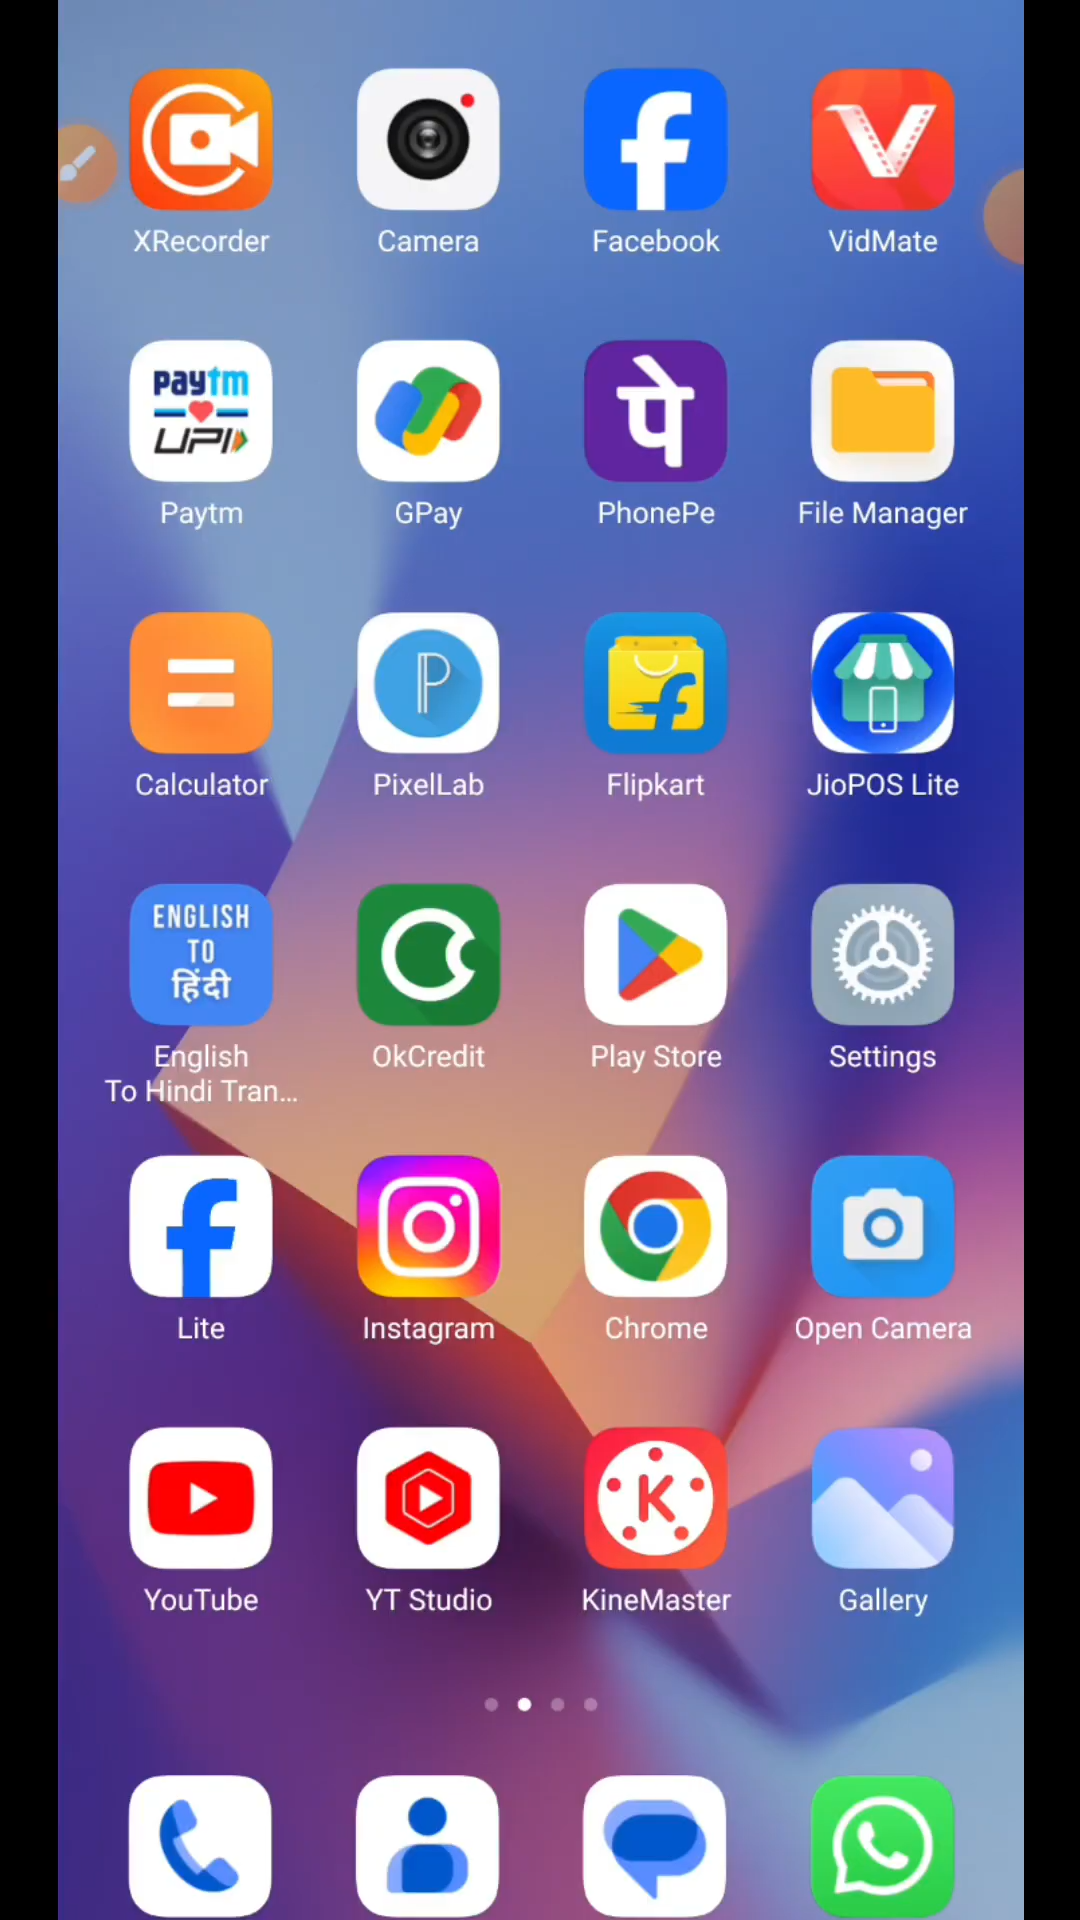 XRecorder
Camera
Facebook
VidMate
paytm
UPI
Paytm
GPay
पे
PhonePe
File Manager
Calculator
P
PixelLab
f
Flipkart
JioPOS Lite
ENGLISH
TO
हिंदी
English
To Hindi Tran...
OkCredit
Play Store
Settings
Lite
Instagram
Chrome
Open Camera
YouTube
YT Studio
K
KineMaster
Gallery